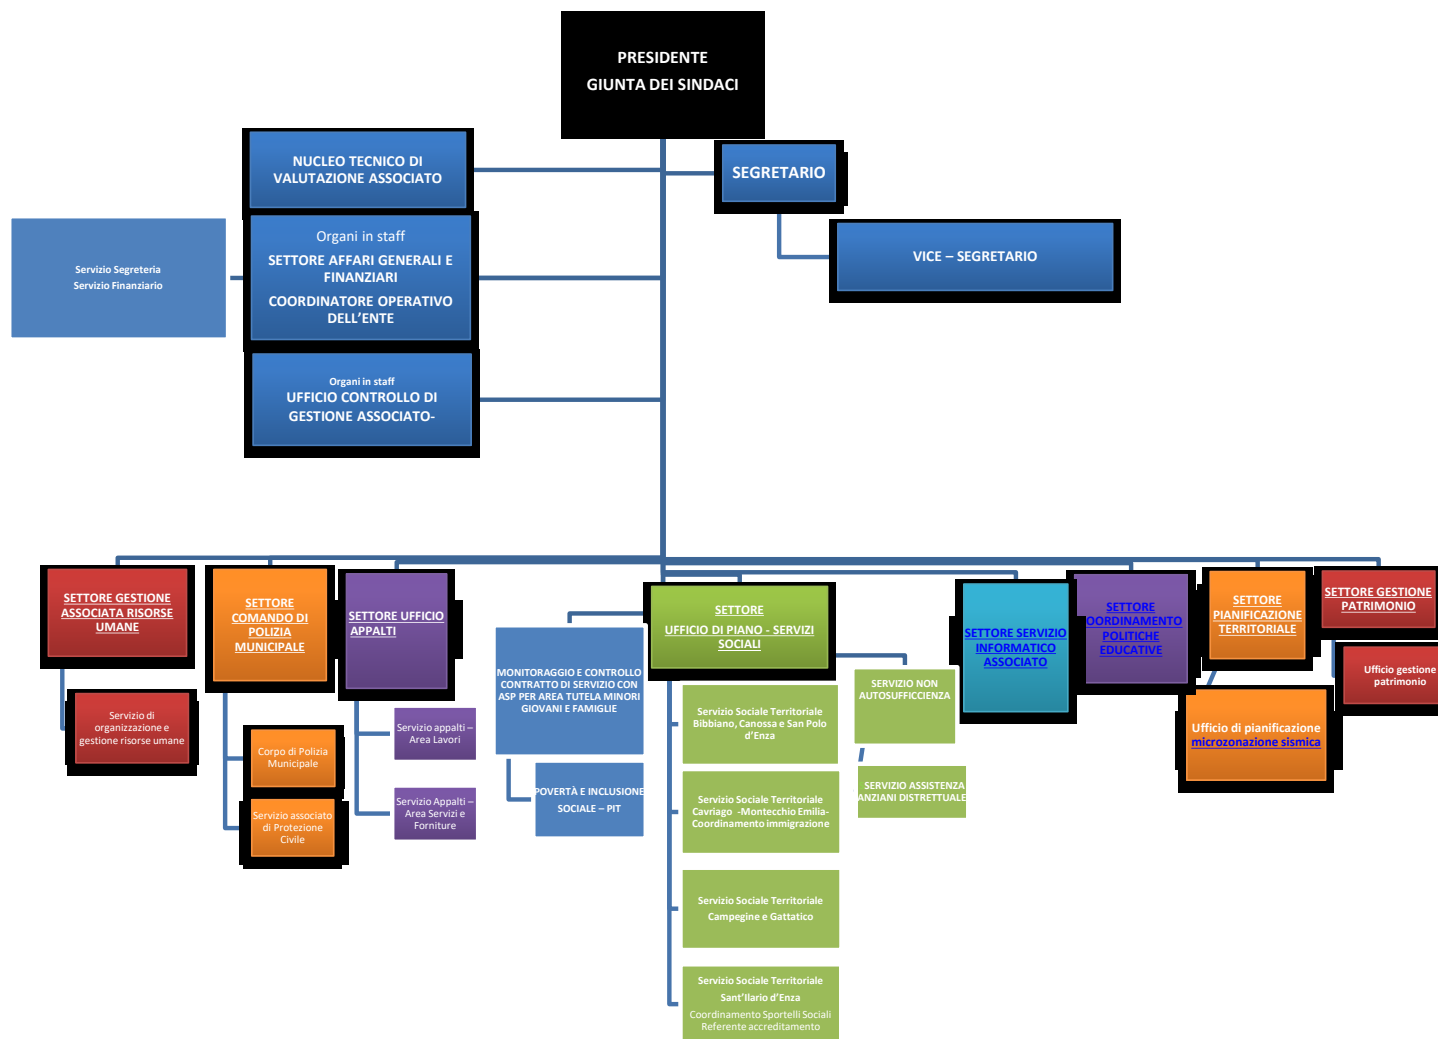 PRESIDENTE
GIUNTA DEI SINDACI
NUCLEO TECNICO DI
VALUTAZIONE ASSOCIATO
SEGRETARIO
VICE – SEGRETARIO
Servizio Segreteria
Servizio Finanziario
Organi in staff
SETTORE AFFARI GENERALI E
FINANZIARI
COORDINATORE OPERATIVO
DELL'ENTE
Organi in staff
UFFICIO CONTROLLO DI
GESTIONE ASSOCIATO-
SETTORE GESTIONE
ASSOCIATA RISORSE
UMANE
Servizio di
organizzazione e
gestione risorse umane
SETTORE
COMANDO DI
POLIZIA
MUNICIPALE
Corpo di Polizia
Municipale
Servizio associato
di Protezione
Civile
SETTORE UFFICIO
APPALTI
Servizio appalti –
Area Lavori
Servizio Appalti –
Area Servizi e
Forniture
MONITORAGGIO E CONTROLLO
CONTRATTO DI SERVIZIO CON
ASP PER AREA TUTELA MINORI
GIOVANI E FAMIGLIE
POVERTÀ E INCLUSIONE
SOCIALE – PIT
SETTORE
UFFICIO DI PIANO - SERVIZI
SOCIALI
Servizio Sociale Territoriale
Bibbiano, Canossa e San Polo
d'Enza
Servizio Sociale Territoriale
Cavriago  -Montecchio Emilia-
Coordinamento immigrazione
Servizio Sociale Territoriale
Campegine e Gattatico
Servizio Sociale Territoriale
Sant'Ilario d'Enza
Coordinamento Sportelli Sociali
Referente accreditamento
SERVIZIO NON
AUTOSUFFICIENZA
SERVIZIO ASSISTENZA
ANZIANI DISTRETTUALE
SETTORE SERVIZIO
INFORMATICO
ASSOCIATO
SETTORE
OORDINAMENTO
POLITICHE
EDUCATIVE
SETTORE
PIANIFICAZIONE
TERRITORIALE
Ufficio di pianificazione
microzonazione sismica
SETTORE GESTIONE
PATRIMONIO
Ufficio gestione
patrimonio